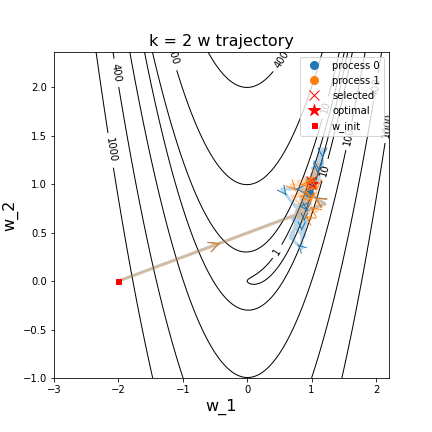 k = 2 w trajectory
process 0
process 1
selected
optimal
w_init
400
400
1000
10
1
10
2.0
1.5
1.0
0.5
0.0
−0.5
−1.0
−3
−2
−1
0
1
2
w_1
w_2